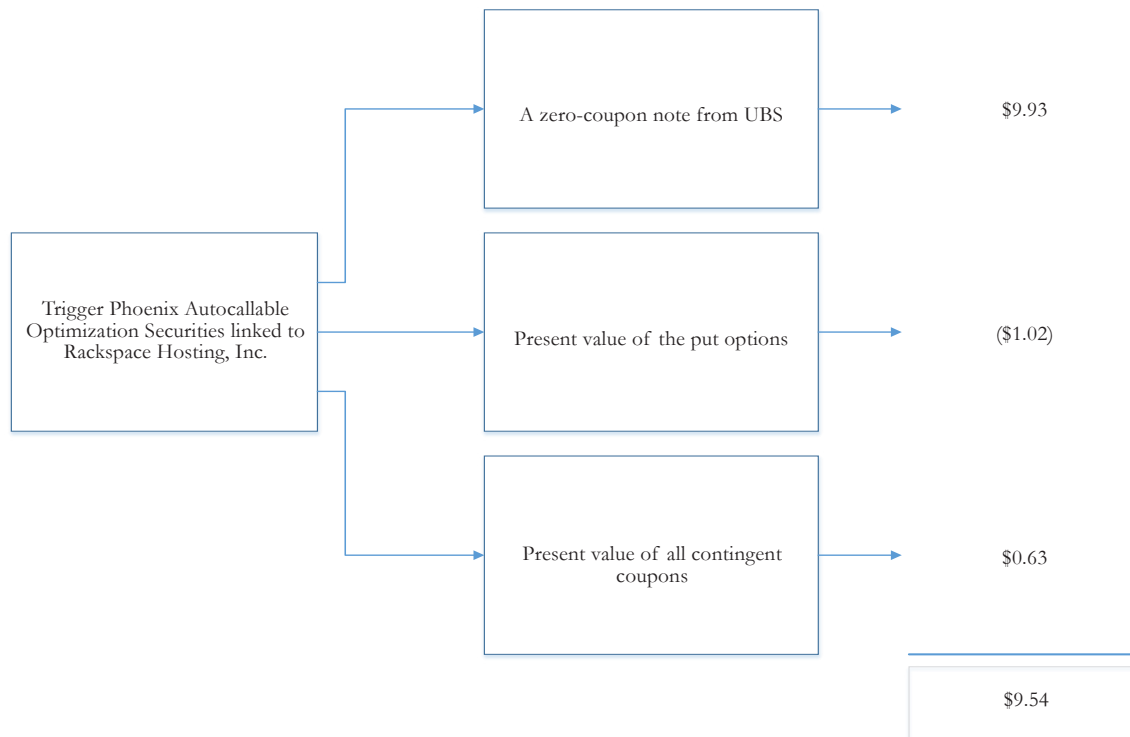 A zero-coupon note from UBS
$9.93
Trigger Phoenix Autocallable
Optimization Securities linked to
Rackspace Hosting, Inc.
Present value of the put options
($1.02)
Present value of all contingent
coupons
$0.63
$9.54